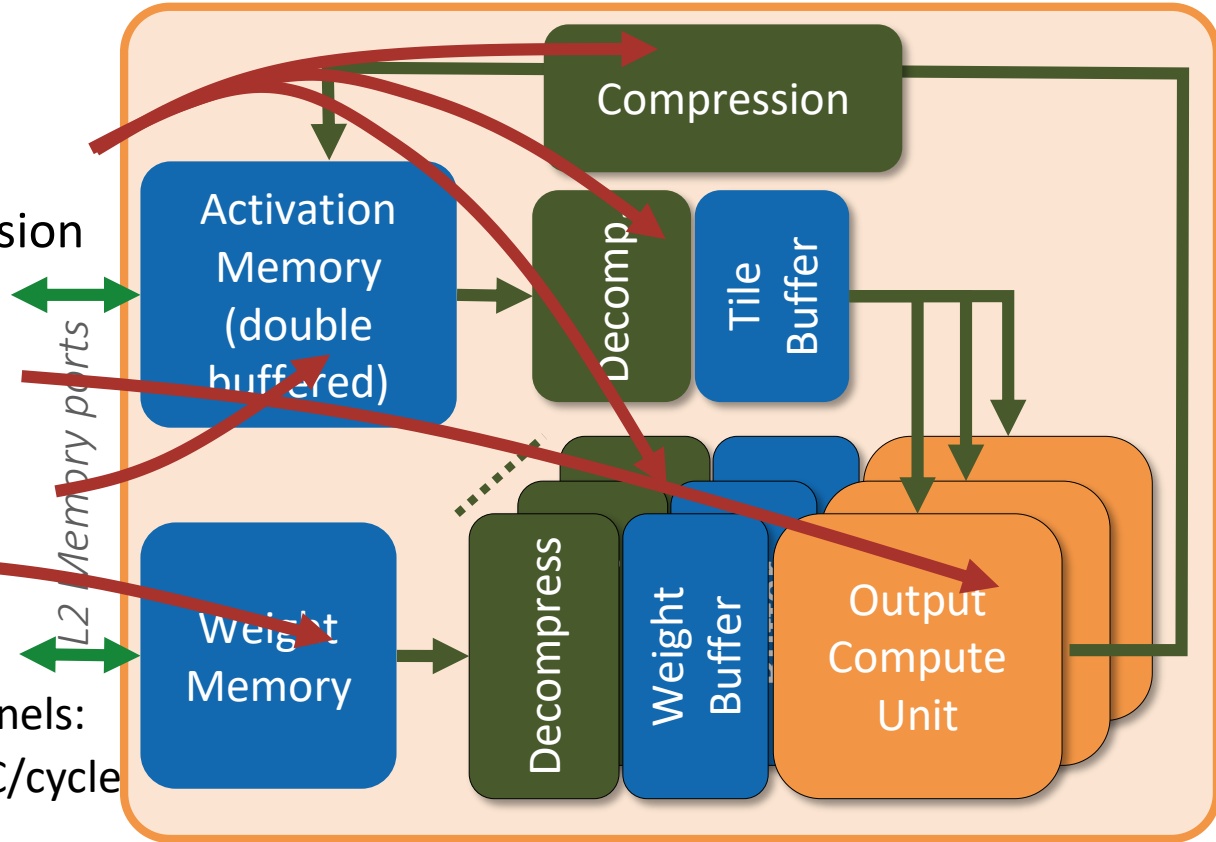 Compression
Activation
Memory
(double
buffered)
Decomp.
Tile
Buffer
sion
L2 Memory ports
Weight
Memory
Decompress
Weight
Buffer
Output
Compute
Unit
nels:
C/cycle